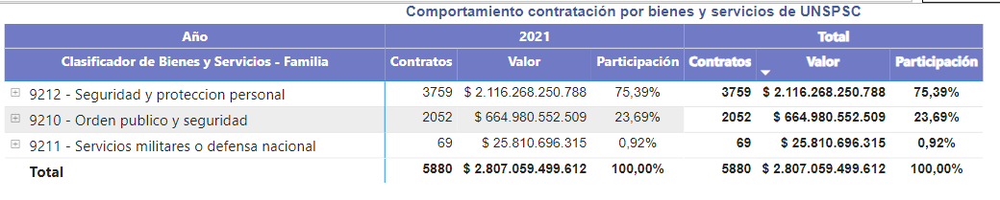 Comportamiento contratación por bienes y servicios de UNSPSC
Año 2021 Total
Clasificador de Bienes y Servicios - Familia Contratos Valor Participación Contratos Valor Participación
9212 - Seguridad y proteccion personal 3759 $ 2.116.268.250.788 75,39% 3759 $ 2.116.268.250.788 75,39%
9210 - Orden publico y seguridad 2052 $ 664.980.552.509 23,69% 2052 $ 664.980.552.509 23,69%
9211 - Servicios militares o defensa nacional 69 $ 25.810.696.315 0,92% 69 $ 25.810.696.315 0,92%
Total 5880 $ 2.807.059.499.612 100,00% 5880 $ 2.807.059.499.612 100,00%